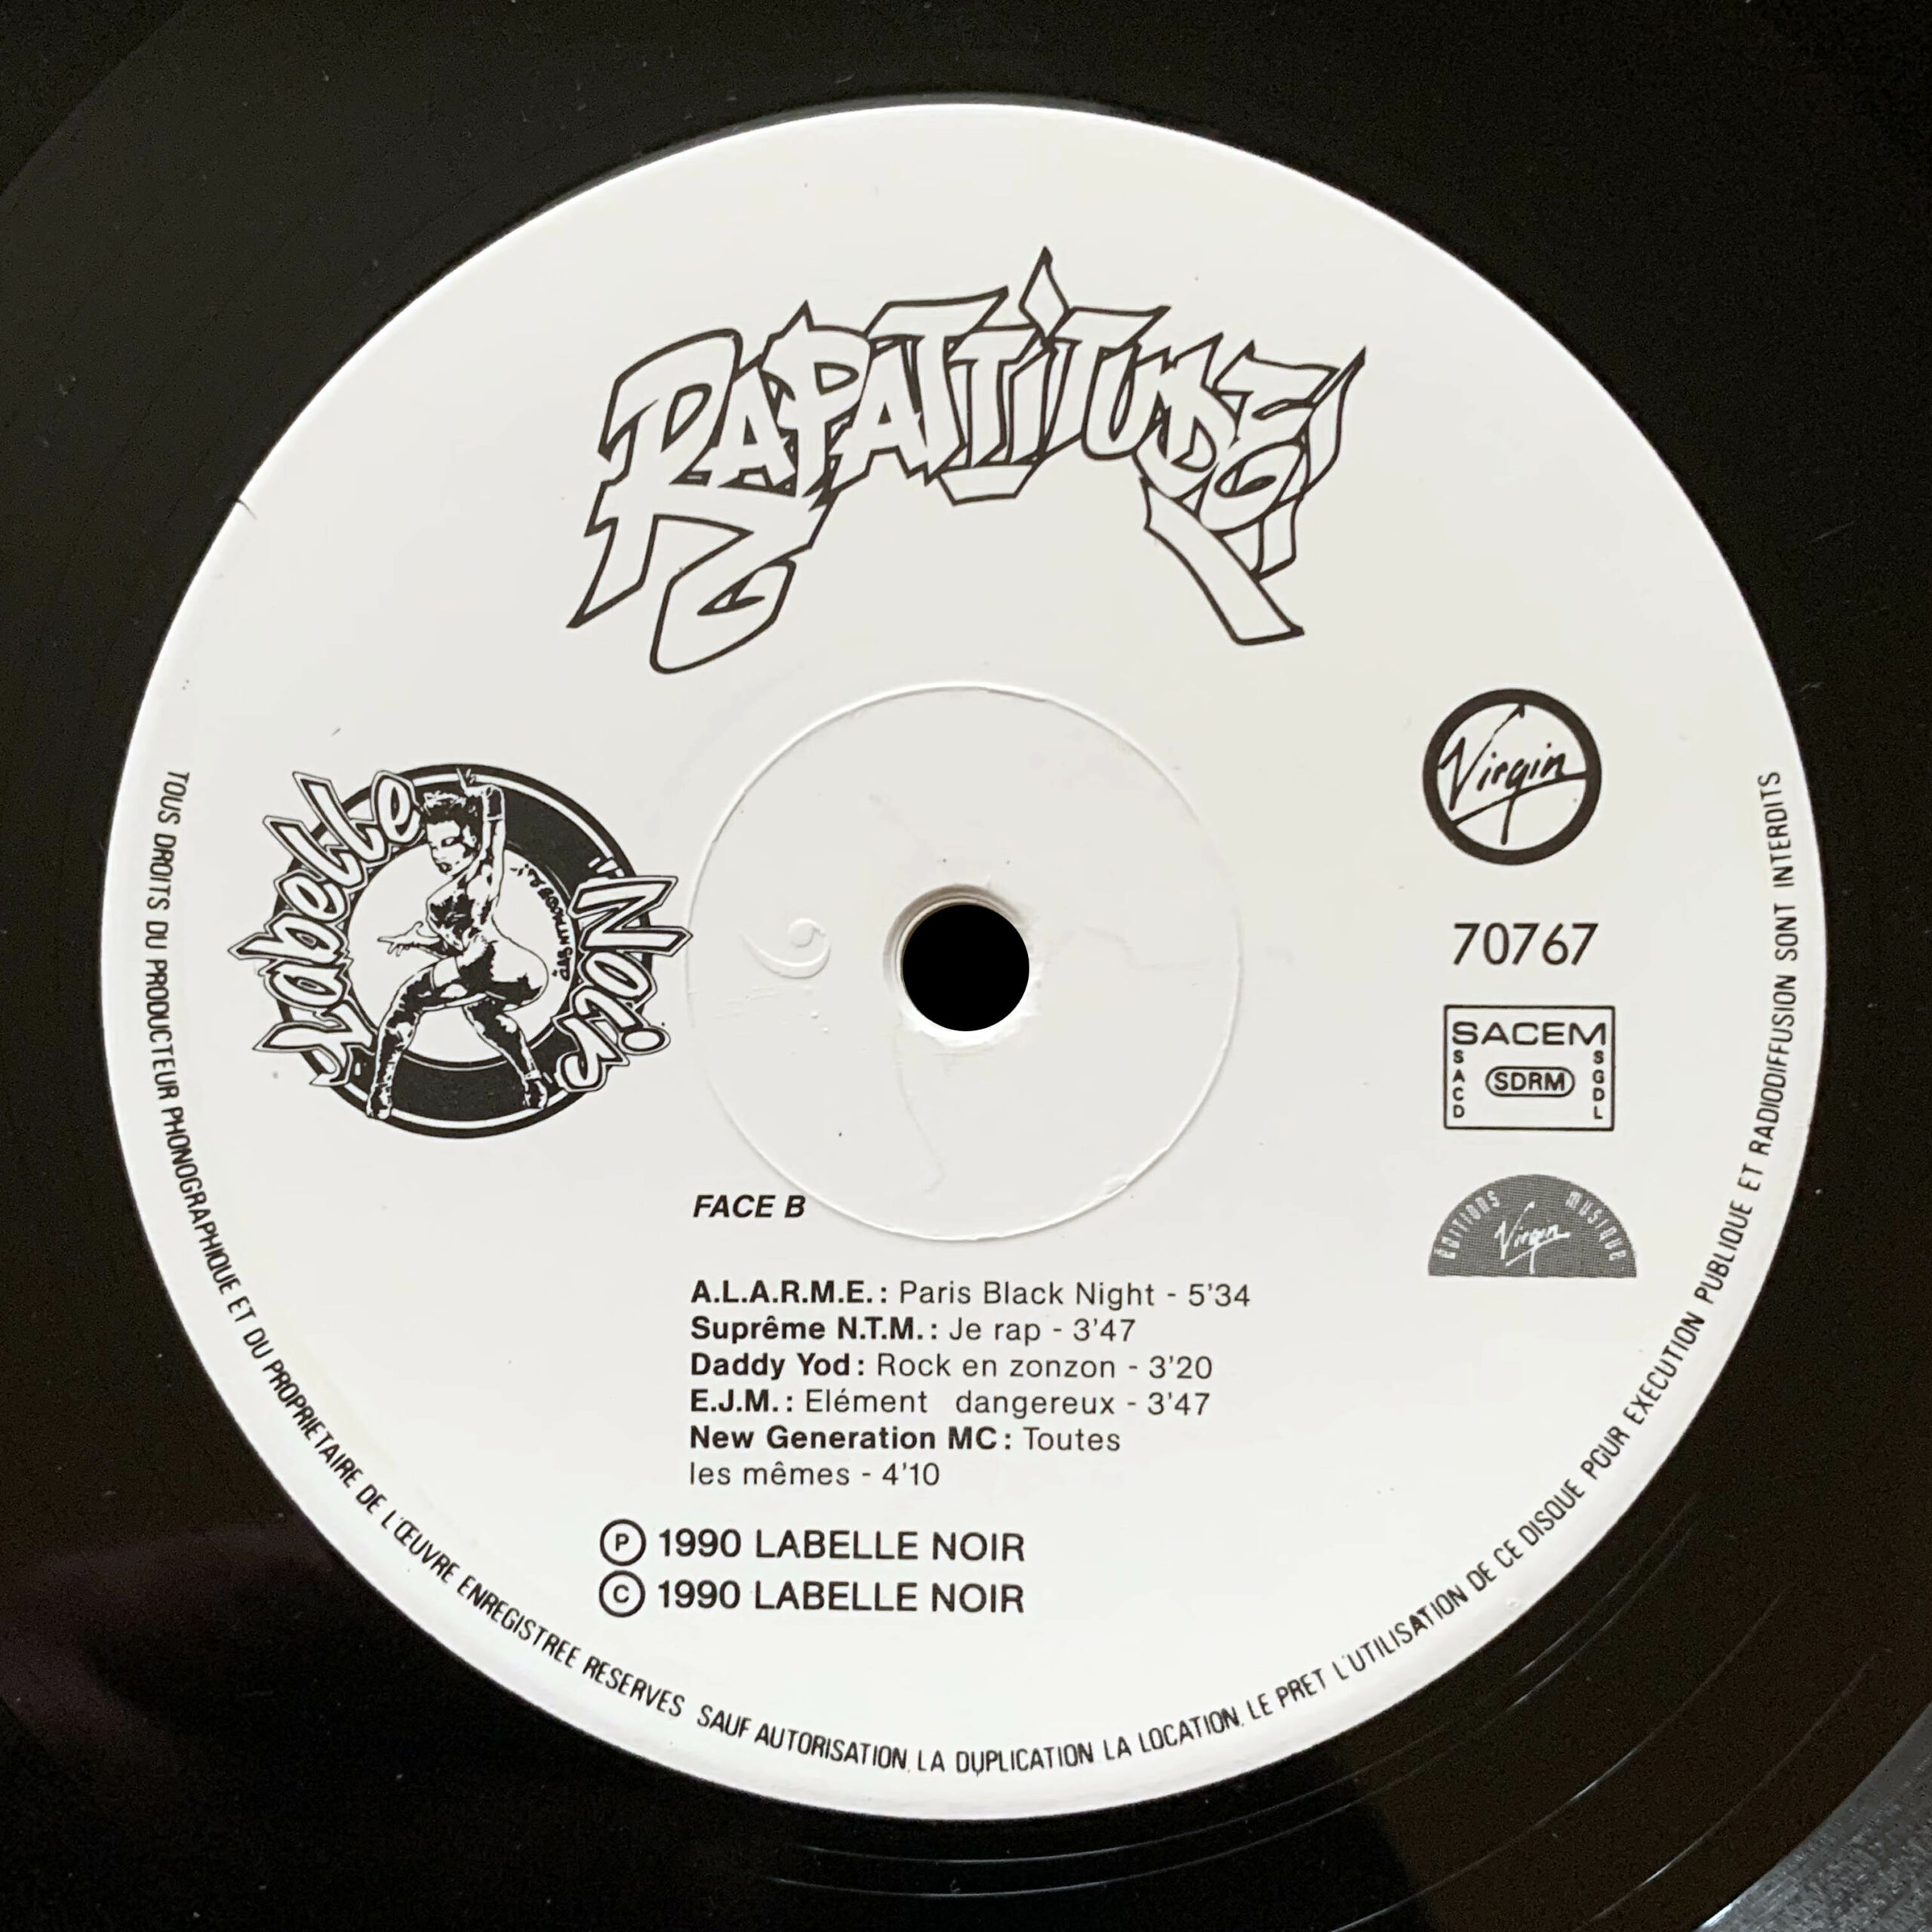 RAPATTITUDE
Labelle Noir
Virgin
70767
SACEM
SACD
SDRM
SGDL
ÉDITIONS MUSIQUE
Virgin
FACE B
A.L.A.R.M.E. : Paris Black Night - 5'34
Suprême N.T.M. : Je rap - 3'47
Daddy Yod : Rock en zonzon - 3'20
E.J.M. : Elément dangereux - 3'47
New Generation MC : Toutes
les mêmes - 4'10
Ⓟ 1990 LABELLE NOIR
© 1990 LABELLE NOIR
TOUS DROITS DU PRODUCTEUR PHONOGRAPHIQUE ET DU PROPRIETAIRE DE L'ŒUVRE ENREGISTREE RESERVES SAUF AUTORISATION, LA DUPLICATION LA LOCATION, LE PRET L'UTILISATION DE CE DISQUE POUR EXECUTION PUBLIQUE ET RADIODIFFUSION SONT INTERDITS